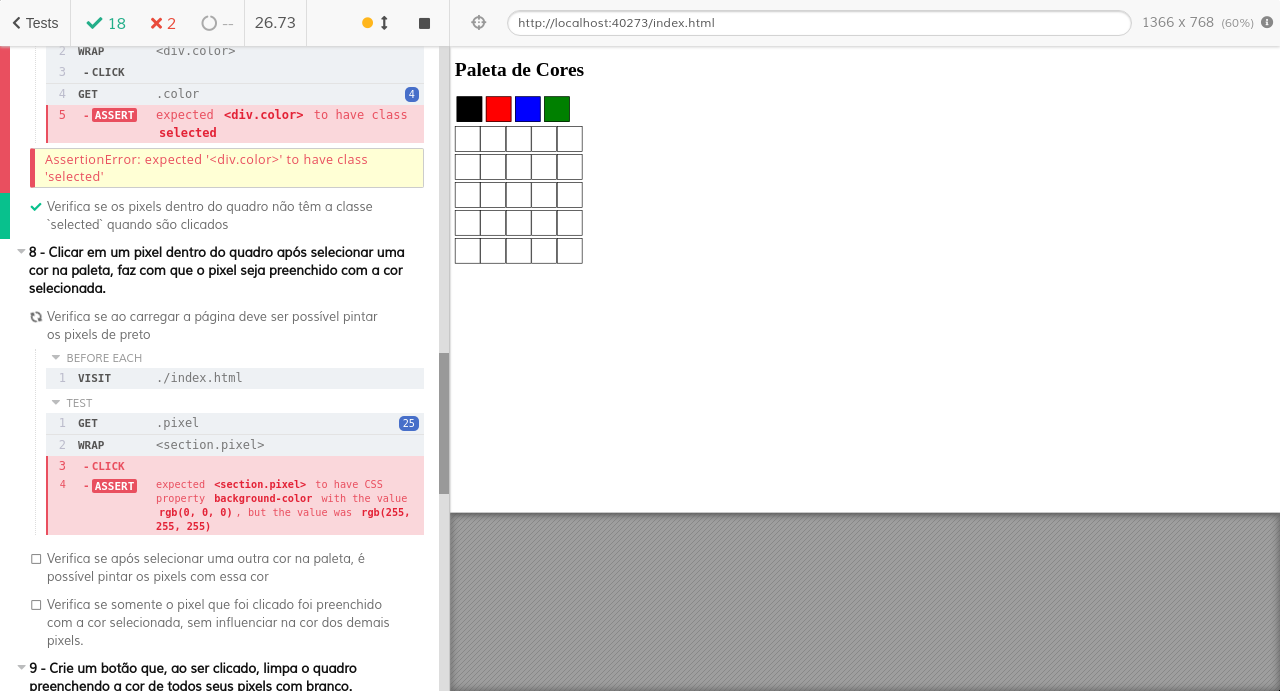 Tests 18 2 -- 26.73 http://localhost:40273/index.html 1366 x 768 (60%)
2 WRAP <div.color>
3 - CLICK
4 GET .color 4
5 - ASSERT expected <div.color> to have class
selected
AssertionError: expected '<div.color>' to have class
'selected'
Verifica se os pixels dentro do quadro não têm a classe
`selected` quando são clicados
8 - Clicar em um pixel dentro do quadro após selecionar uma
cor na paleta, faz com que o pixel seja preenchido com a cor
selecionada.
Verifica se ao carregar a página deve ser possível pintar
os pixels de preto
BEFORE EACH
1 VISIT ./index.html
TEST
1 GET .pixel 25
2 WRAP <section.pixel>
3 - CLICK
4 - ASSERT expected <section.pixel> to have CSS
property background-color with the value
rgb(0, 0, 0), but the value was rgb(255,
255, 255)
Verifica se após selecionar uma outra cor na paleta, é
possível pintar os pixels com essa cor
Verifica se somente o pixel que foi clicado foi preenchido
com a cor selecionada, sem influenciar na cor dos demais
pixels.
9 - Crie um botão que, ao ser clicado, limpa o quadro
preenchendo a cor de todos seus pixels com branco.
Paleta de Cores